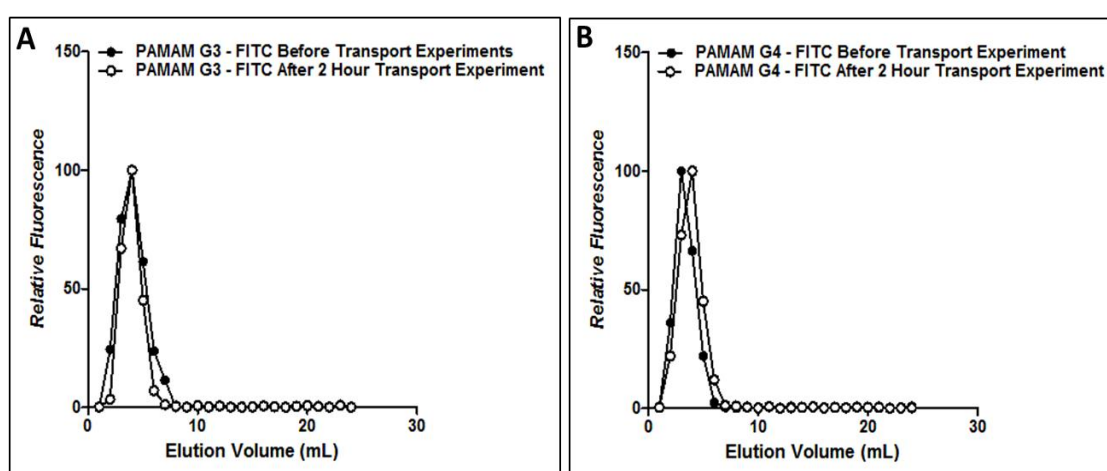 A
PAMAM G3 - FITC Before Transport Experiments
PAMAM G3 - FITC After 2 Hour Transport Experiment
150
100
50
0
Relative Fluorescence
0 10 20 30
Elution Volume (mL)
B
PAMAM G4 - FITC Before Transport Experiment
PAMAM G4 - FITC After 2 Hour Transport Experiment
150
100
50
0
Relative Fluorescence
0 10 20 30
Elution Volume (mL)